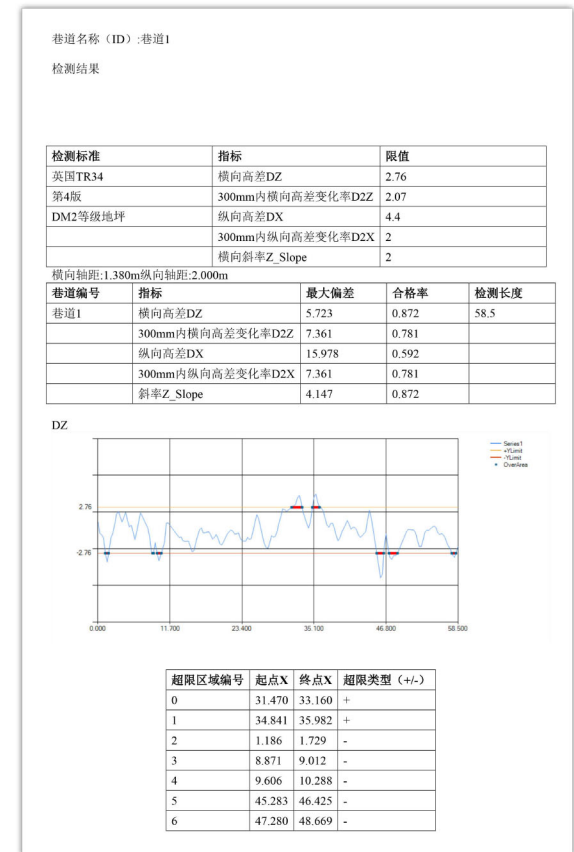 巷道名称（ID）:巷道1
检测结果
检测标准 指标 限值
英国TR34 横向高差DZ 2.76
第4版 300mm内横向高差变化率D2Z 2.07
DM2等级地坪 纵向高差DX 4.4
300mm内纵向高差变化率D2X 2
横向斜率Z_Slope 2
横向轴距:1.380m纵向轴距:2.000m
巷道编号 指标 最大偏差 合格率 检测长度
巷道1 横向高差DZ 5.723 0.872 58.5
300mm内横向高差变化率D2Z 7.361 0.781
纵向高差DX 15.978 0.592
300mm内纵向高差变化率D2X 7.361 0.781
斜率Z_Slope 4.147 0.872
DZ
Series1
+YLimit
-YLimit
OverArea
2.76
-2.76
0.000 11.700 23.400 35.100 46.800 58.500
超限区域编号 起点X 终点X 超限类型（+/-）
0 31.470 33.160 +
1 34.841 35.982 +
2 1.186 1.729 -
3 8.871 9.012 -
4 9.606 10.288 -
5 45.283 46.425 -
6 47.280 48.669 -